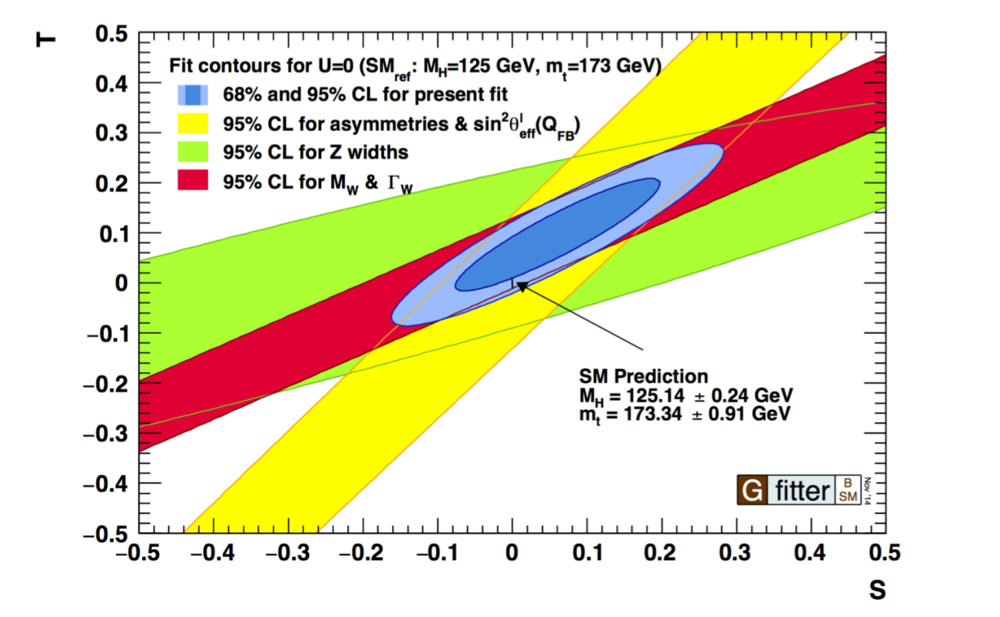 T
Fit contours for U=0 (SMref: MH=125 GeV, mt=173 GeV)
68% and 95% CL for present fit
95% CL for asymmetries & sin²θˡeff(QFB)
95% CL for Z widths
95% CL for MW & ΓW
0.5
0.4
0.3
0.2
0.1
0
−0.1
−0.2
−0.3
−0.4
−0.5
SM Prediction
MH = 125.14 ± 0.24 GeV
mt = 173.34 ± 0.91 GeV
G fitter B SM Nov '14
−0.5 −0.4 −0.3 −0.2 −0.1 0 0.1 0.2 0.3 0.4 0.5
S